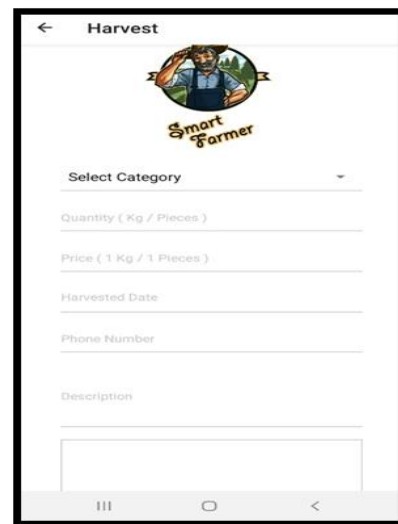 Harvest
Smart
Farmer
Select Category
Quantity ( Kg / Pieces )
Price ( 1 Kg / 1 Pieces )
Harvested Date
Phone Number
Description